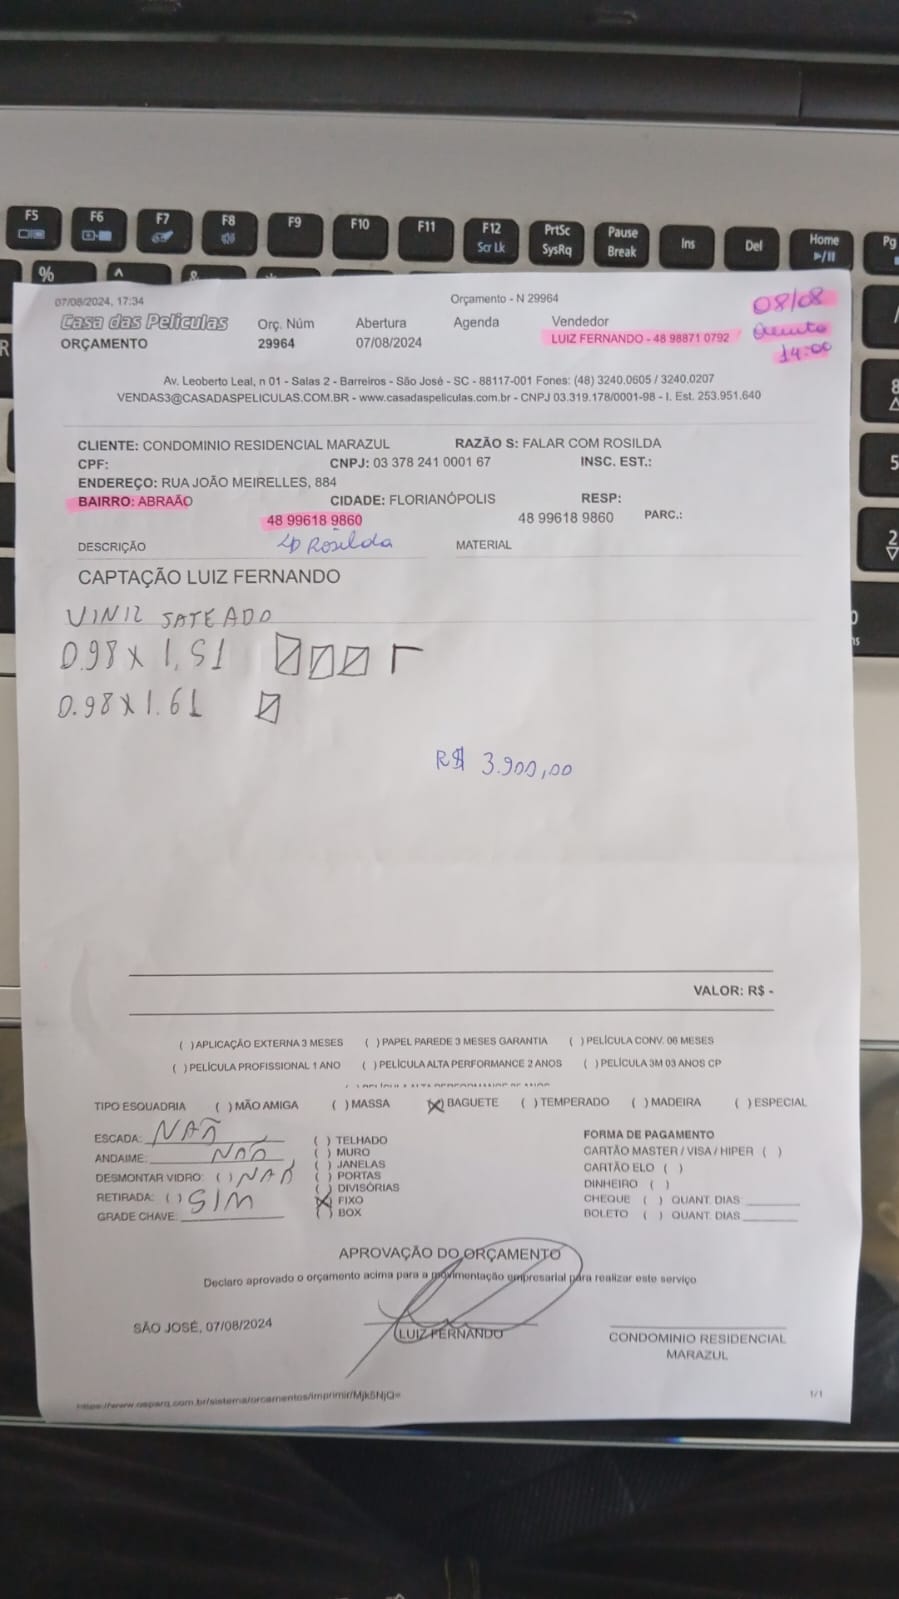 F5 F6 F7 F8 F9 F10 F11 F12 PrtSc Pause Ins Del Home Pg
Scr Lk SysRq Break
% ^ &
07/08/2024, 17:34 Orçamento - N 29964
08/08
14:00
Casa das Películas Orç. Núm Abertura Agenda Vendedor
ORÇAMENTO 29964 07/08/2024 LUIZ FERNANDO - 48 98871 0792
Av. Leoberto Leal, n 01 - Salas 2 - Barreiros - São José - SC - 88117-001 Fones: (48) 3240.0605 / 3240.0207
VENDAS3@CASADASPELICULAS.COM.BR - www.casadaspeliculas.com.br - CNPJ 03.319.178/0001-98 - I. Est. 253.951.640
CLIENTE: CONDOMINIO RESIDENCIAL MARAZUL RAZÃO S: FALAR COM ROSILDA
CPF: CNPJ: 03 378 241 0001 67 INSC. EST.:
ENDEREÇO: RUA JOÃO MEIRELLES, 884
BAIRRO: ABRAÃO CIDADE: FLORIANÓPOLIS RESP:
48 99618 9860 48 99618 9860 PARC.:
DESCRIÇÃO Rosilda MATERIAL
CAPTAÇÃO LUIZ FERNANDO
VINIL JATEADO
0.98 x 1.51
0.98 x 1.61
R$ 3.900,00
VALOR: R$ -
( )APLICAÇÃO EXTERNA 3 MESES ( )PAPEL PAREDE 3 MESES GARANTIA ( )PELÍCULA CONV. 06 MESES
( )PELÍCULA PROFISSIONAL 1 ANO ( )PELÍCULA ALTA PERFORMANCE 2 ANOS ( )PELÍCULA 3M 03 ANOS CP
TIPO ESQUADRIA ( )MÃO AMIGA ( )MASSA (X)BAGUETE ( )TEMPERADO ( )MADEIRA ( )ESPECIAL
ESCADA: NAÕ ( ) TELHADO FORMA DE PAGAMENTO
ANDAIME: NAÕ ( ) MURO CARTÃO MASTER / VISA / HIPER ( )
( ) JANELAS CARTÃO ELO ( )
DESMONTAR VIDRO: ( ) NAÕ ( ) PORTAS DINHEIRO ( )
( ) DIVISÓRIAS
RETIRADA: ( ) SIM (X) FIXO CHEQUE ( ) QUANT. DIAS:
GRADE CHAVE: ( ) BOX BOLETO ( ) QUANT. DIAS:
APROVAÇÃO DO ORÇAMENTO
Declaro aprovado o orçamento acima para a movimentação empresarial para realizar este serviço
SÃO JOSÉ, 07/08/2024 LUIZ FERNANDO CONDOMINIO RESIDENCIAL
MARAZUL
1/1